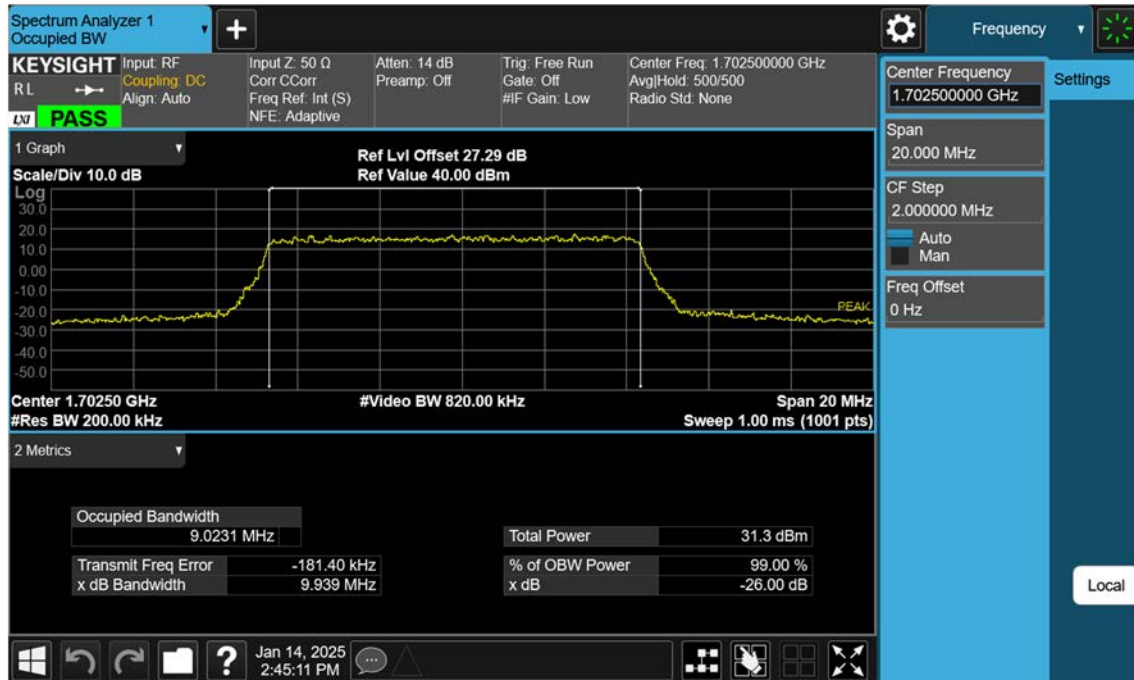 Spectrum Analyzer 1
Occupied BW
+
Frequency
KEYSIGHT
R L
LXI
PASS
Input: RF
Coupling: DC
Align: Auto
Input Z: 50 Ω
Corr CCorr
Freq Ref: Int (S)
NFE: Adaptive
Atten: 14 dB
Preamp: Off
Trig: Free Run
Gate: Off
#IF Gain: Low
Center Freq: 1.702500000 GHz
Avg|Hold: 500/500
Radio Std: None
Center Frequency
1.702500000 GHz
Settings
Span
20.000 MHz
CF Step
2.000000 MHz
Auto
Man
Freq Offset
0 Hz
Local
1 Graph
Scale/Div 10.0 dB
Ref Lvl Offset 27.29 dB
Ref Value 40.00 dBm
Log
30.0
20.0
10.0
0.00
-10.0
-20.0
-30.0
-40.0
-50.0
PEAK
Center 1.70250 GHz
#Video BW 820.00 kHz
Span 20 MHz
#Res BW 200.00 kHz
Sweep 1.00 ms (1001 pts)
2 Metrics
Occupied Bandwidth
9.0231 MHz
Total Power 31.3 dBm
Transmit Freq Error -181.40 kHz
% of OBW Power 99.00 %
x dB Bandwidth 9.939 MHz
x dB -26.00 dB
?
Jan 14, 2025
2:45:11 PM